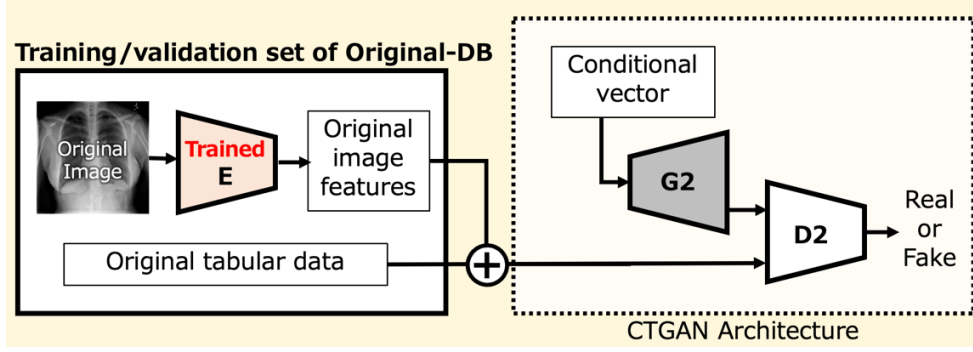 Training/validation set of Original-DB
Original
Image
Trained
E
Original
image
features
Original tabular data
Conditional
vector
G2
D2
Real
or
Fake
CTGAN Architecture